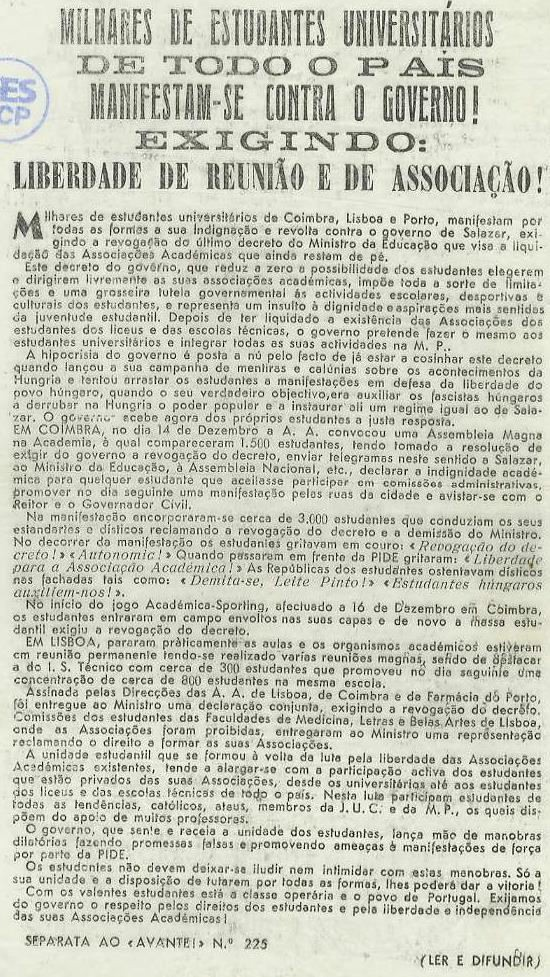 MILHARES DE ESTUDANTES UNIVERSITÁRIOS
DE TODO O PAÍS
MANIFESTAM-SE CONTRA O GOVERNO!
EXIGINDO:
LIBERDADE DE REUNIÃO E DE ASSOCIAÇÃO!
ES
CP
Milhares de estudantes universitários de Coimbra, Lisboa e Porto, manifestam por
todas as formas a sua indignação e revolta contra o governo de Salazar, exi-
gindo a revogação do último decreto do Ministro da Educação que visa a liqui-
dação das Associações Académicas que ainda restam de pé.
Este decreto do governo, que reduz a zero a possibilidade dos estudantes elegerem
e dirigirem livremente as suas associações académicas, impõe toda a sorte de limita-
ções e uma grosseira tutela governamental às actividades escolares, desportivas e
culturais dos estudantes, e representa um insulto à dignidade e aspirações mais sentidas
da juventude estudantil. Depois de ter liquidado a existência das Associações dos
estudantes dos liceus e das escolas técnicas, o governo pretende fazer o mesmo aos
estudantes universitários e integrar todas as suas actividades na M. P..
A hipocrisia do governo é posta a nú pelo facto de já estar a cosinhar este decreto
quando lançou a sua campanha de mentiras e calúnias sobre os acontecimentos da
Hungria e tentou arrastar os estudantes a manifestações em defesa da liberdade do
povo húngaro, quando o seu verdadeiro objectivo, era auxiliar os fascistas húngaros
a derrubar na Hungria o poder popular e a instaurar ali um regime igual ao de Sala-
zar. O governo acebe agora dos próprios estudantes a justa resposta.
EM COIMBRA, no dia 14 de Dezembro a A. A. convocou uma Assembleia Magna
na Academia, à qual compareceram 1.500 estudantes, tendo tomado a resolução de
exigir do governo a revogação do decreto, enviar telegramas neste sentido a Salazar,
ao Ministro da Educação, à Assembleia Nacional, etc., declarar a indignidade acadé-
mica para qualquer estudante que aceitasse participar em comissões administrativas,
promover no dia seguinte uma manifestação pelas ruas da cidade e avistar-se com o
Reitor e o Governador Civil.
Na manifestação encorporaram-se cerca de 3.000 estudantes que conduziam os seus
estandartes e dísticos reclamando a revogação do decreto e a demissão do Ministro.
No decorrer da manifestação os estudantes gritavam em couro: «Revogação do de-
creto!» «Autonomia!» Quando passaram em frente da PIDE gritaram: «Liberdade
para a Associação Académica!» As Repúblicas dos estudantes ostentavam dísticos
nas fachadas tais como: «Demita-se, Leite Pinto!» «Estudantes húngaros
auxiliem-nos!».
No início do jogo Académica-Sporting, afectuado a 16 de Dezembro em Coimbra,
os estudantes entraram em campo envoltos nas suas capas e de novo a massa estu-
dantil exigiu a revogação do decreto.
EM LISBOA, pararam práticamente as aulas e os organismos académicos estiveram
em reunião permanente tendo-se realizado varias reuniões magnas, sendo de destacar
a do I. S. Técnico com cerca de 300 estudantes que promoveu no dia seguinte uma
concentração de cerca de 800 estudantes na mesma escola.
Assinada pelas Direcções das A. A. de Lisboa, de Coimbra e da Farmácia do Porto,
foi entregue ao Ministro uma declaração conjunta, exigindo a revogação do decreto.
Comissões dos estudantes das Faculdades de Medicina, Letras e Belas Artes de Lisboa,
onde as Associações foram proibidas, entregaram ao Ministro uma representação
reclamando o direito a formar as suas Associações.
A unidade estudantil que se formou à volta da luta pela liberdade das Associações
Académicas existentes, tende a alargar-se com a participação activa dos estudantes
que estão privados das suas Associações, desde os universitários até aos estudantes
dos liceus e das escolas técnicas de todo o país. Nesta luta participam estudantes de
todas as tendências, católicos, ateus, membros da J. U. C. e da M. P., os quais dis-
põem do apoio de muitos professores.
O governo, que sente e receia a unidade dos estudantes, lança mão de manobras
dilatórias fazendo promessas falsas e promovendo ameaças e manifestações de força
por parte da PIDE.
Os estudantes não devem deixar-se iludir nem intimidar com estas manobras. Só a
sua unidade e a disposição de lutarem por todas as formas, lhes poderá dar a vitoria!
Com os valentes estudantes está a classe operária e o povo de Portugal. Exijamos
do governo o respeito pelos direitos dos estudantes e pela liberdade e independência
das suas Associações Académicas!
SEPARATA AO «AVANTE!» N.º 225
(LER E DIFUNDIR)